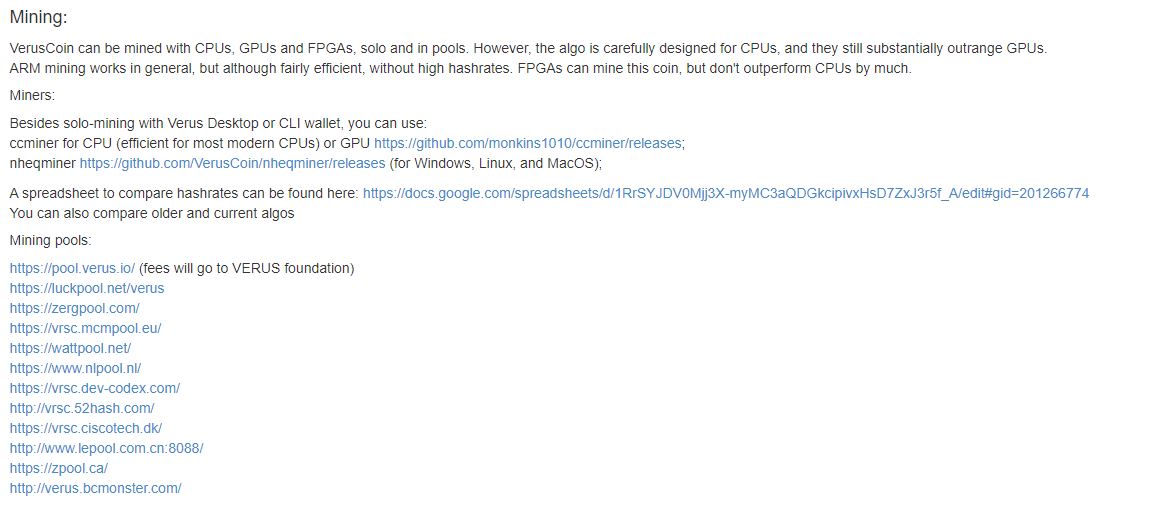 Mining:
VerusCoin can be mined with CPUs, GPUs and FPGAs, solo and in pools. However, the algo is carefully designed for CPUs, and they still substantially outrange GPUs.
ARM mining works in general, but although fairly efficient, without high hashrates. FPGAs can mine this coin, but don't outperform CPUs by much.
Miners:
Besides solo-mining with Verus Desktop or CLI wallet, you can use:
ccminer for CPU (efficient for most modern CPUs) or GPU https://github.com/monkins1010/ccminer/releases;
nheqminer https://github.com/VerusCoin/nheqminer/releases (for Windows, Linux, and MacOS);
A spreadsheet to compare hashrates can be found here: https://docs.google.com/spreadsheets/d/1RrSYJDV0Mjj3X-myMC3aQDGkcipivxHsD7ZxJ3r5f_A/edit#gid=201266774
You can also compare older and current algos
Mining pools:
https://pool.verus.io/ (fees will go to VERUS foundation)
https://luckpool.net/verus
https://zergpool.com/
https://vrsc.mcmpool.eu/
https://wattpool.net/
https://www.nlpool.nl/
https://vrsc.dev-codex.com/
http://vrsc.52hash.com/
https://vrsc.ciscotech.dk/
http://www.lepool.com.cn:8088/
https://zpool.ca/
http://verus.bcmonster.com/